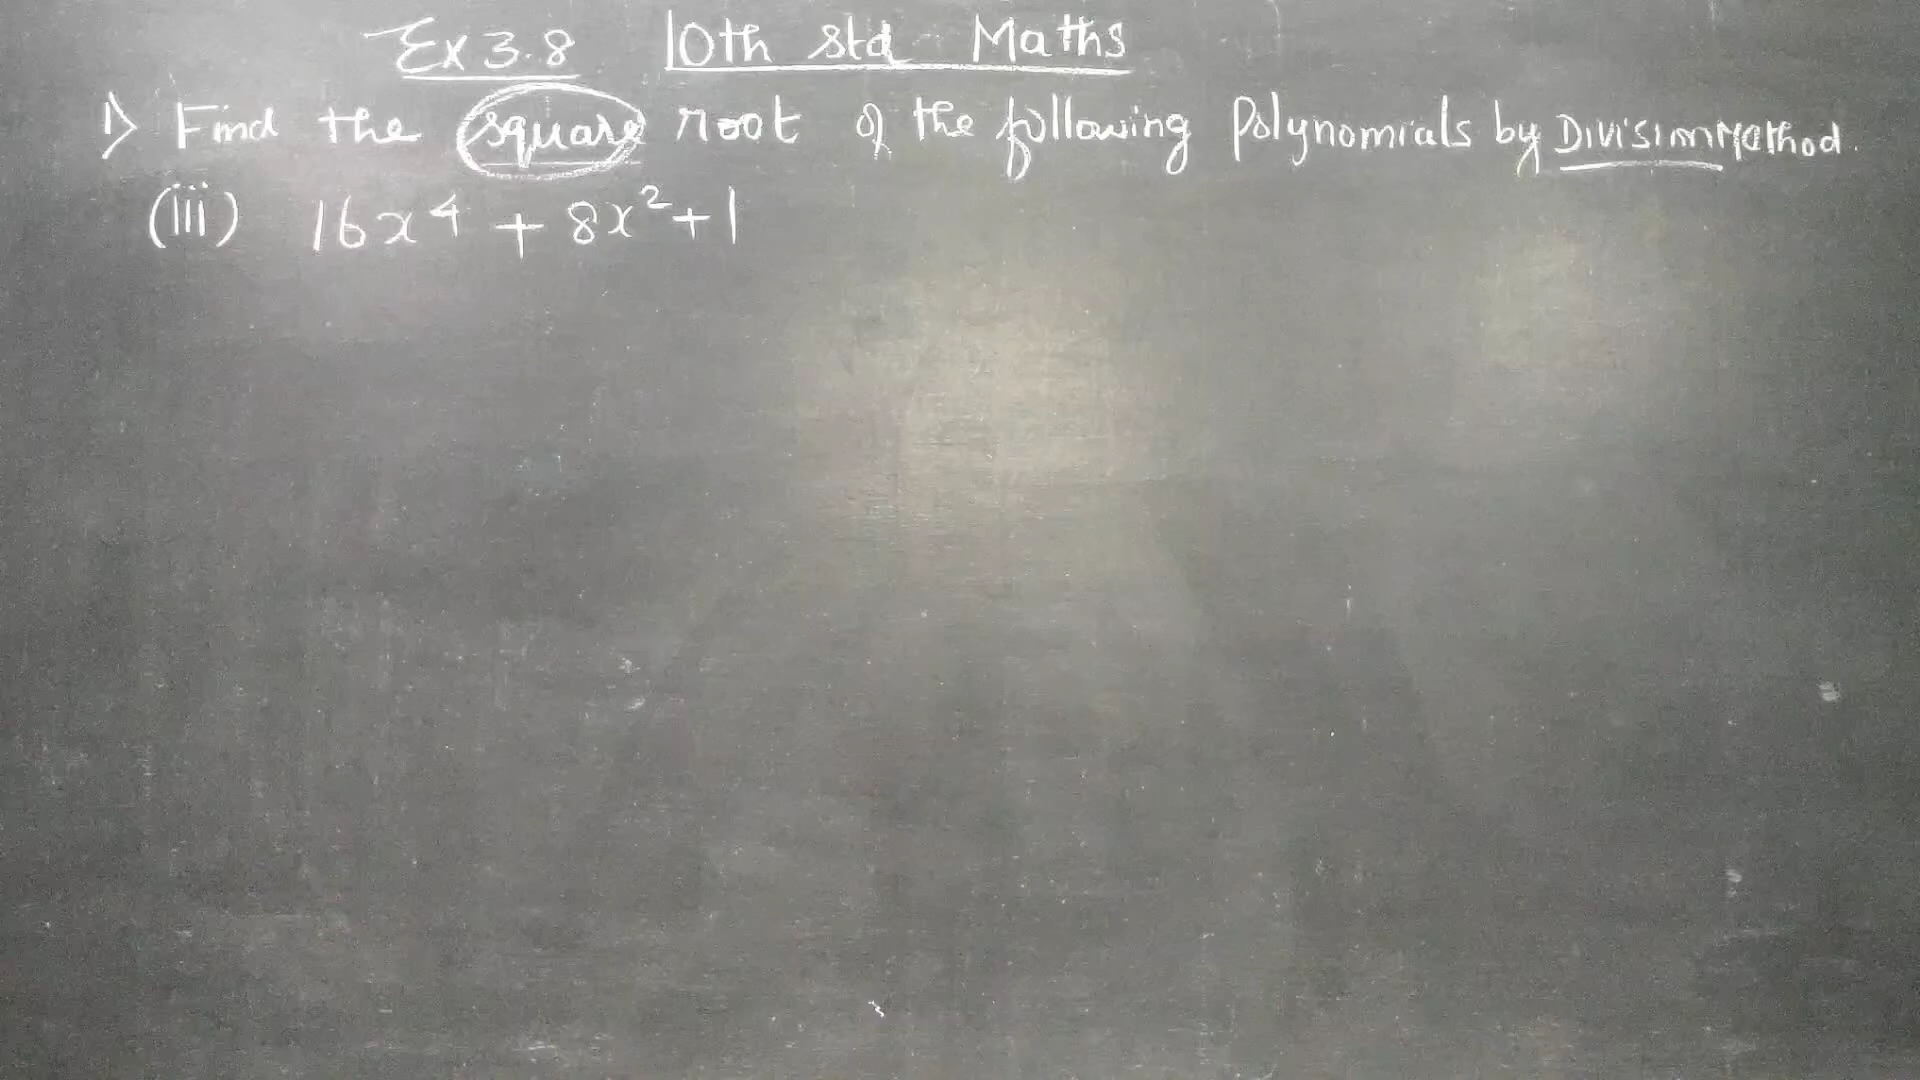 Ex 3.8 10th std Maths
1) Find the square root of the following Polynomials by Division Method.
(iii) 16x⁴ + 8x² + 1